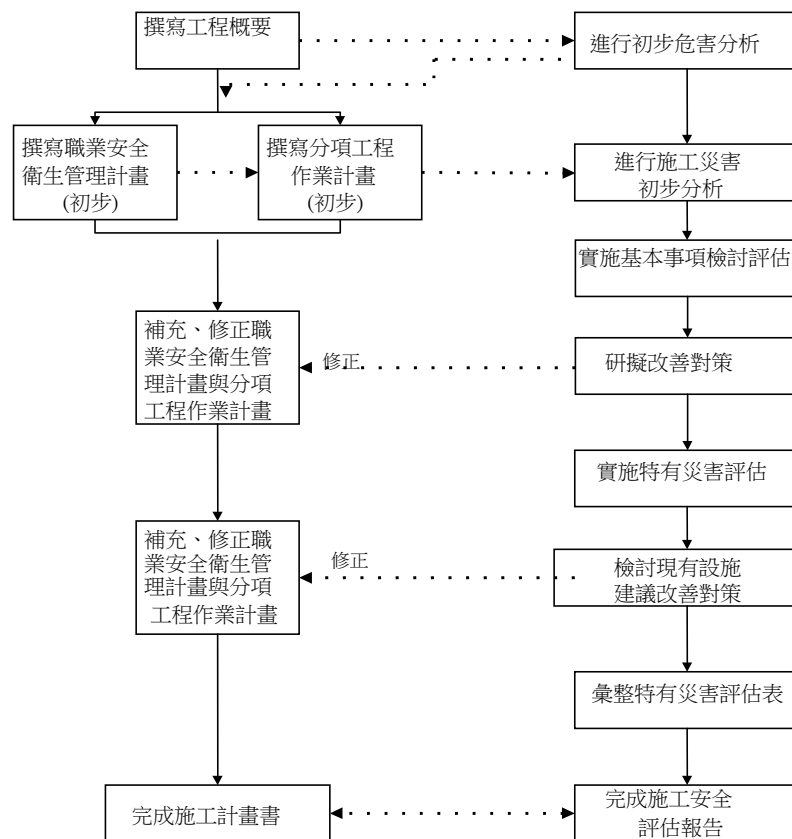 撰寫工程概要
進行初步危害分析
撰寫職業安全
衛生管理計畫
(初步)
撰寫分項工程
作業計畫
(初步)
進行施工災害
初步分析
實施基本事項檢討評估
補充、修正職
業安全衛生管
理計畫與分項
工程作業計畫
修正
研擬改善對策
實施特有災害評估
補充、修正職
業安全衛生管
理計畫與分項
工程作業計畫
修正
檢討現有設施
建議改善對策
彙整特有災害評估表
完成施工計畫書
完成施工安全
評估報告